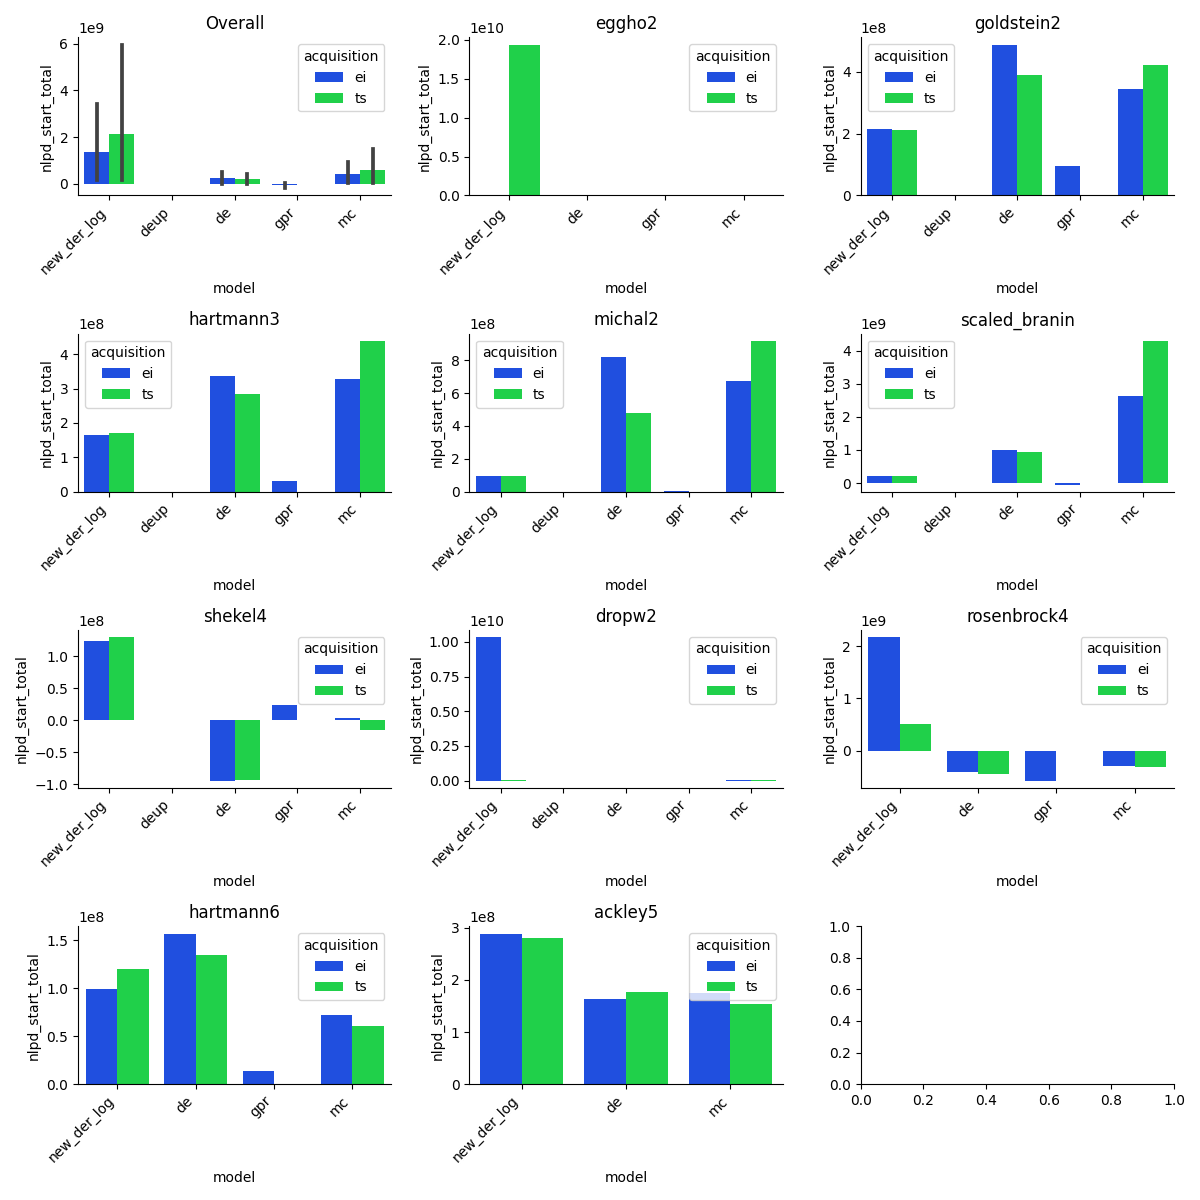 Overall
1e9
nlpd_start_total
6
4
2
0
acquisition
ei
ts
new_der_log
deup
de
gpr
mc
model
eggho2
1e10
nlpd_start_total
2.0
1.5
1.0
0.5
0.0
acquisition
ei
ts
new_der_log
de
gpr
mc
model
goldstein2
1e8
nlpd_start_total
4
2
0
acquisition
ei
ts
new_der_log
deup
de
gpr
mc
model
hartmann3
1e8
nlpd_start_total
4
3
2
1
0
acquisition
ei
ts
new_der_log
deup
de
gpr
mc
model
michal2
1e8
nlpd_start_total
8
6
4
2
0
acquisition
ei
ts
new_der_log
deup
de
gpr
mc
model
scaled_branin
1e9
nlpd_start_total
4
3
2
1
0
acquisition
ei
ts
new_der_log
deup
de
gpr
mc
model
shekel4
1e8
nlpd_start_total
1.0
0.5
0.0
−0.5
−1.0
acquisition
ei
ts
new_der_log
deup
de
gpr
mc
model
dropw2
1e10
nlpd_start_total
1.00
0.75
0.50
0.25
0.00
acquisition
ei
ts
new_der_log
deup
de
gpr
mc
model
rosenbrock4
1e9
nlpd_start_total
2
1
0
acquisition
ei
ts
new_der_log
de
gpr
mc
model
hartmann6
1e8
nlpd_start_total
1.5
1.0
0.5
0.0
acquisition
ei
ts
new_der_log
de
gpr
mc
model
ackley5
1e8
nlpd_start_total
3
2
1
0
acquisition
ei
ts
new_der_log
de
mc
model
1.0
0.8
0.6
0.4
0.2
0.0
0.0 0.2 0.4 0.6 0.8 1.0